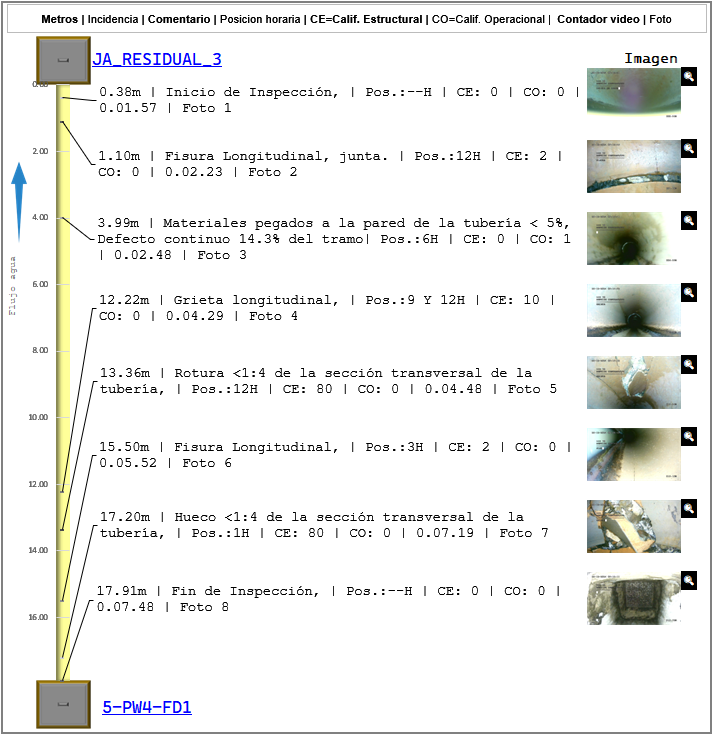 Metros | Incidencia | Comentario | Posicion horaria | CE=Calif. Estructural | CO=Calif. Operacional | Contador video | Foto
JA_RESIDUAL_3
Imagen
0.00
0.38m | Inicio de Inspección, | Pos.:--H | CE: 0 | CO: 0 |
0.01.57 | Foto 1
2.00
1.10m | Fisura Longitudinal, junta. | Pos.:12H | CE: 2 |
CO: 0 | 0.02.23 | Foto 2
4.00
3.99m | Materiales pegados a la pared de la tubería < 5%,
Defecto continuo 14.3% del tramo| Pos.:6H | CE: 0 | CO: 1
| 0.02.48 | Foto 3
Flujo agua
6.00
12.22m | Grieta longitudinal, | Pos.:9 Y 12H | CE: 10 |
CO: 0 | 0.04.29 | Foto 4
8.00
13.36m | Rotura <1:4 de la sección transversal de la
tubería, | Pos.:12H | CE: 80 | CO: 0 | 0.04.48 | Foto 5
10.00
15.50m | Fisura Longitudinal, | Pos.:3H | CE: 2 | CO: 0 |
0.05.52 | Foto 6
12.00
17.20m | Hueco <1:4 de la sección transversal de la
tubería, | Pos.:1H | CE: 80 | CO: 0 | 0.07.19 | Foto 7
14.00
17.91m | Fin de Inspección, | Pos.:--H | CE: 0 | CO: 0 |
0.07.48 | Foto 8
16.00
5-PW4-FD1